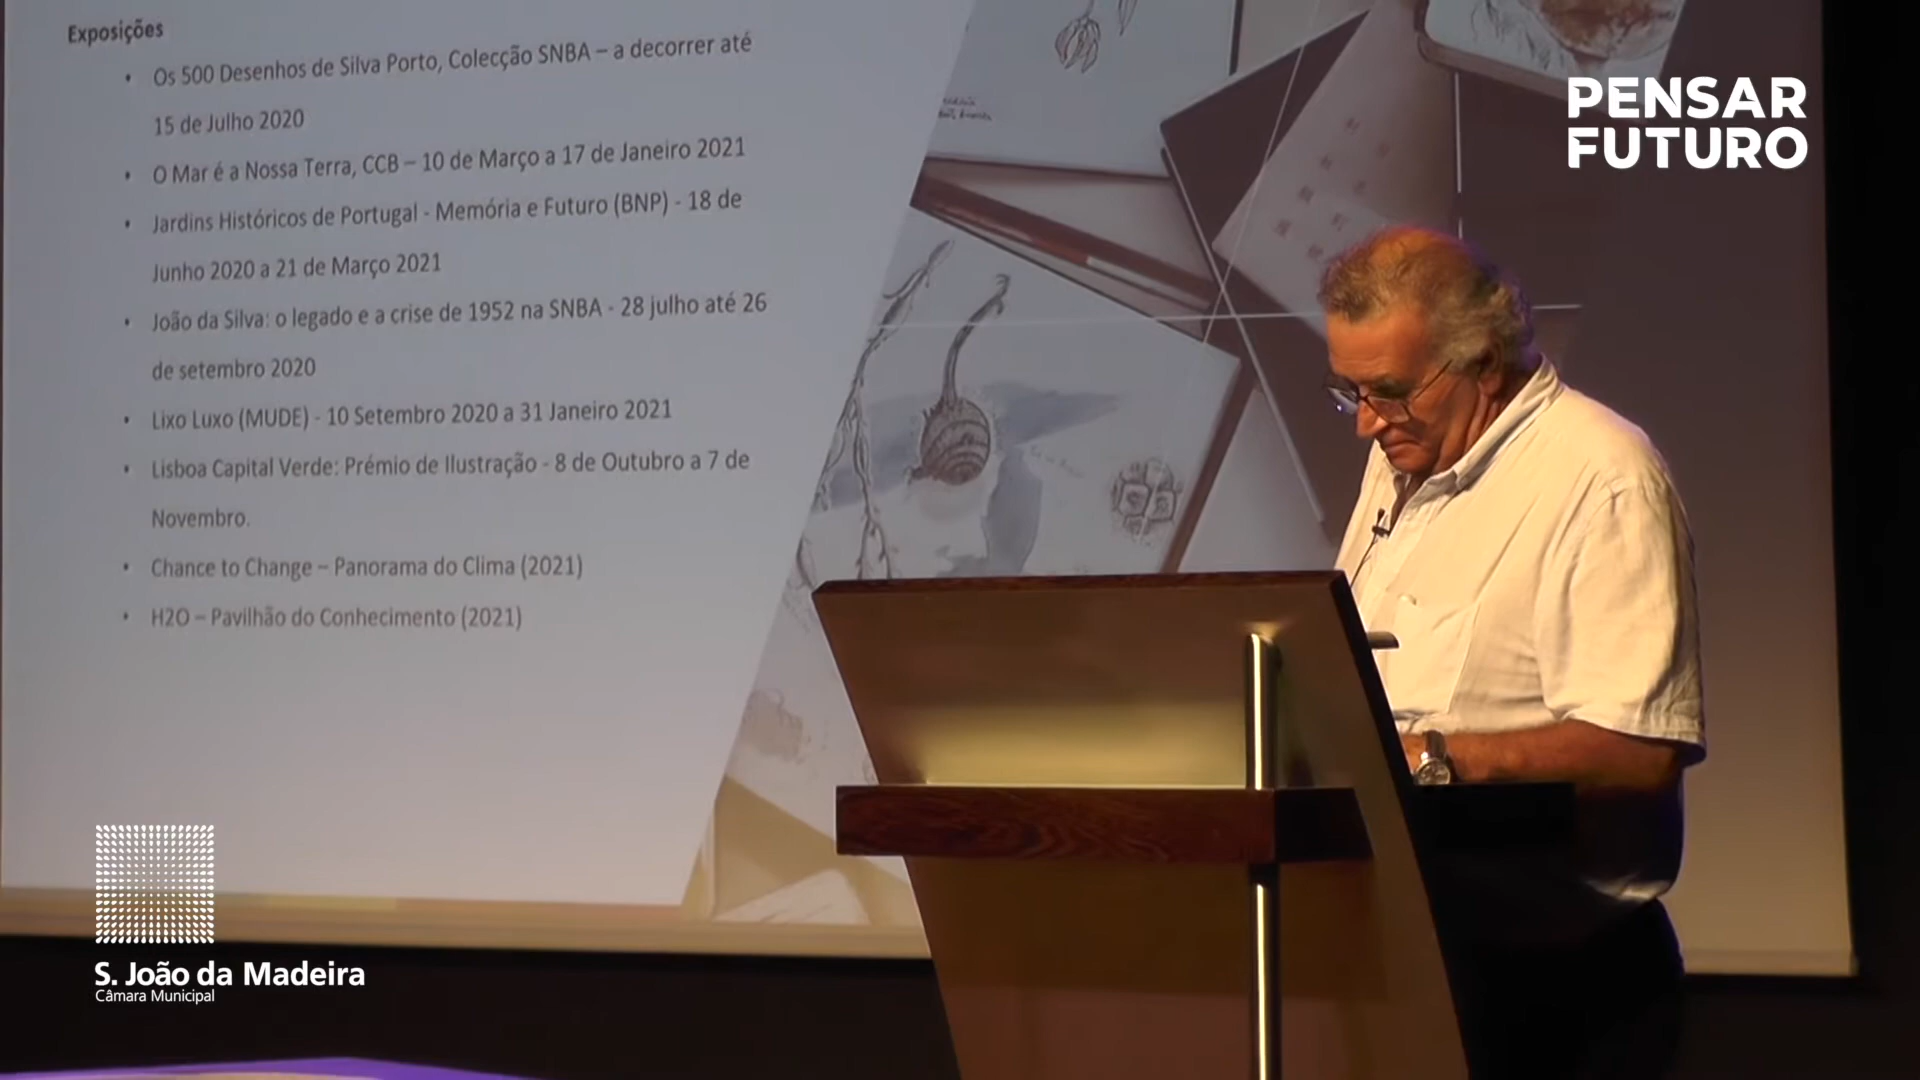 Exposições
• Os 500 Desenhos de Silva Porto, Colecção SNBA – a decorrer até
15 de Julho 2020
• O Mar é a Nossa Terra, CCB – 10 de Março a 17 de Janeiro 2021
• Jardins Históricos de Portugal - Memória e Futuro (BNP) - 18 de
Junho 2020 a 21 de Março 2021
• João da Silva: o legado e a crise de 1952 na SNBA - 28 julho até 26
de setembro 2020
• Lixo Luxo (MUDE) - 10 Setembro 2020 a 31 Janeiro 2021
• Lisboa Capital Verde: Prémio de Ilustração - 8 de Outubro a 7 de
Novembro.
• Chance to Change – Panorama do Clima (2021)
• H2O – Pavilhão do Conhecimento (2021)
PENSAR
FUTURO
S. João da Madeira
Câmara Municipal